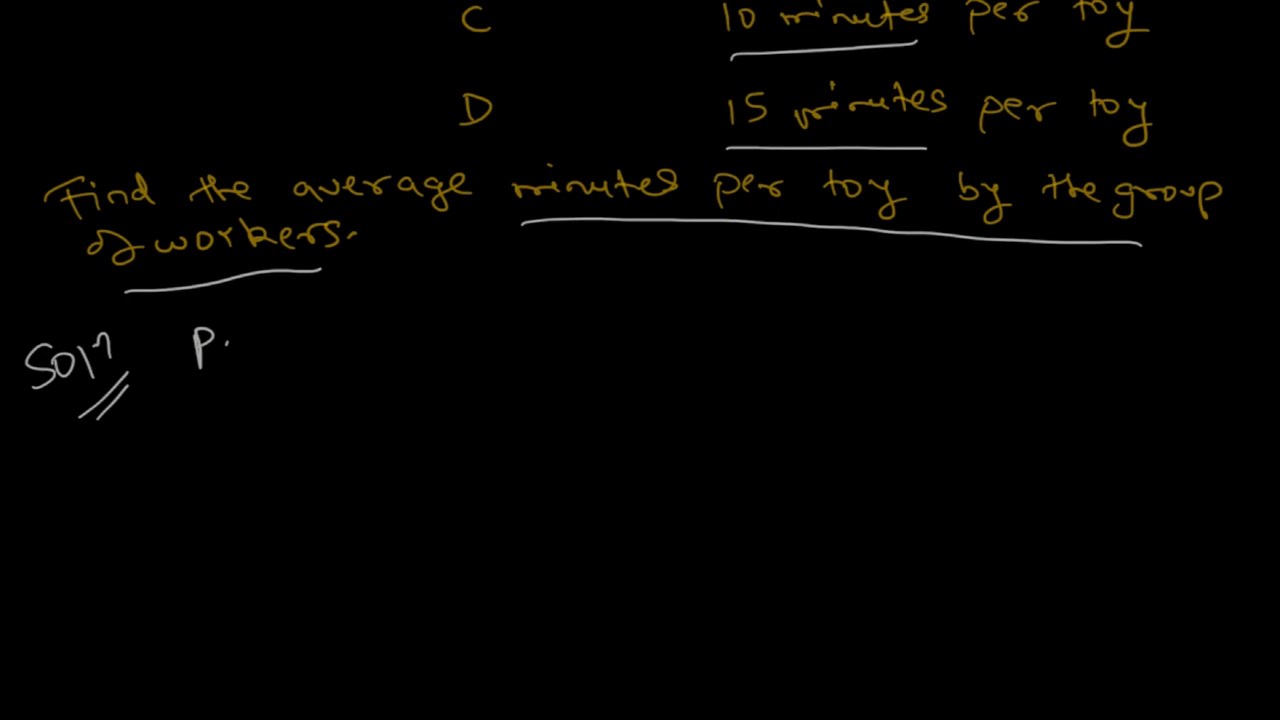 C 10 minutes per toy
D 15 minutes per toy
Find the average minutes per toy by the group
of workers.
Soln P.